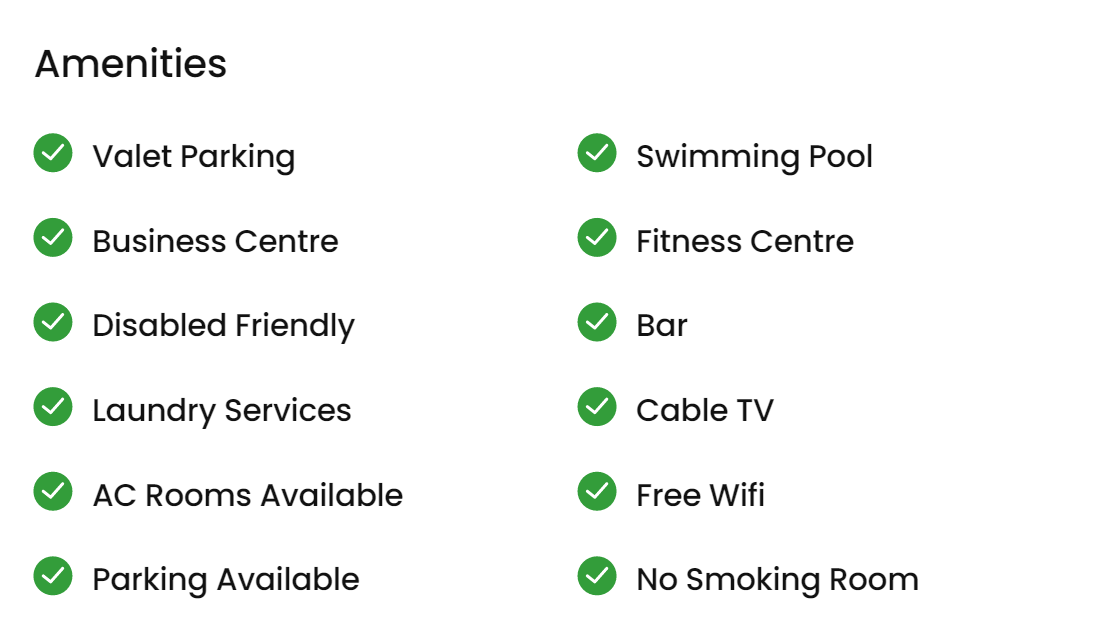 Amenities
Valet Parking
Swimming Pool
Business Centre
Fitness Centre
Disabled Friendly
Bar
Laundry Services
Cable TV
AC Rooms Available
Free Wifi
Parking Available
No Smoking Room